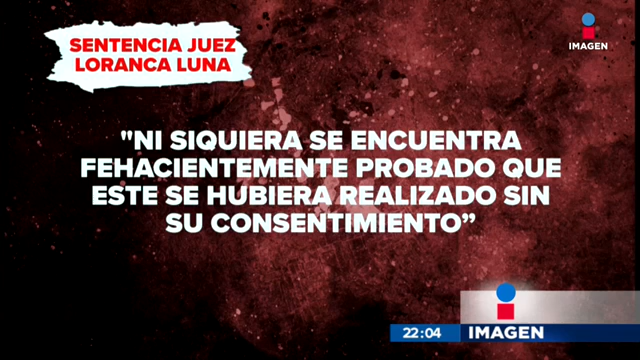 SENTENCIA JUEZ
LORANCA LUNA
IMAGEN
"NI SIQUIERA SE ENCUENTRA
FEHACIENTEMENTE PROBADO QUE
ESTE SE HUBIERA REALIZADO SIN
SU CONSENTIMIENTO”
IMAGEN
22:04 IMAGEN